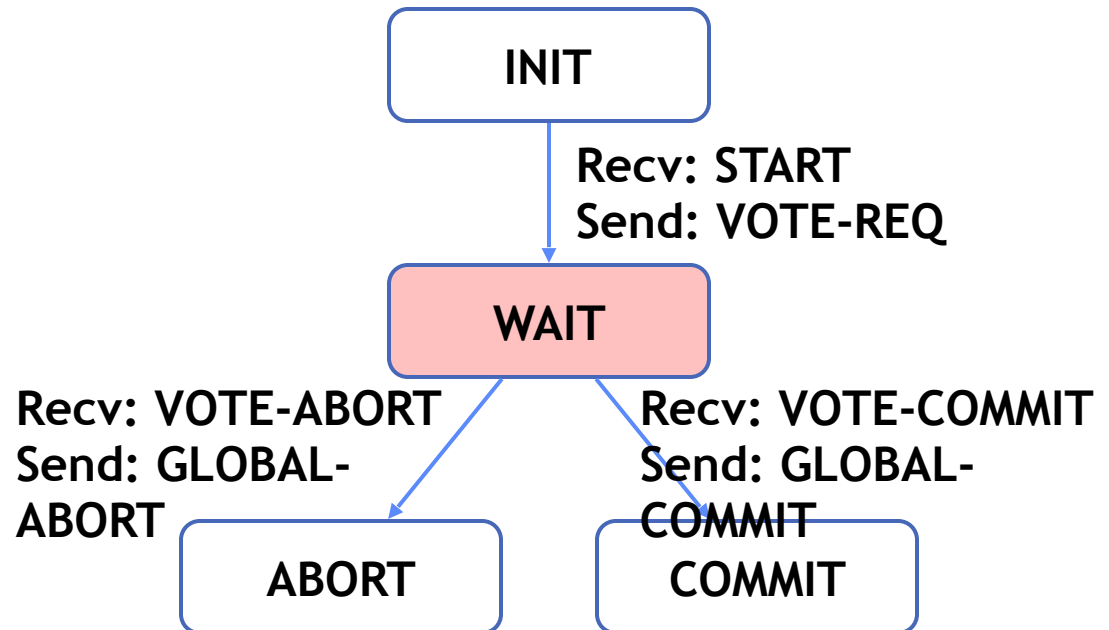 INIT
Recv: START
Send: VOTE-REQ
WAIT
Recv: VOTE-ABORT
Send: GLOBAL-
ABORT
Recv: VOTE-COMMIT
Send: GLOBAL-
COMMIT
ABORT
COMMIT